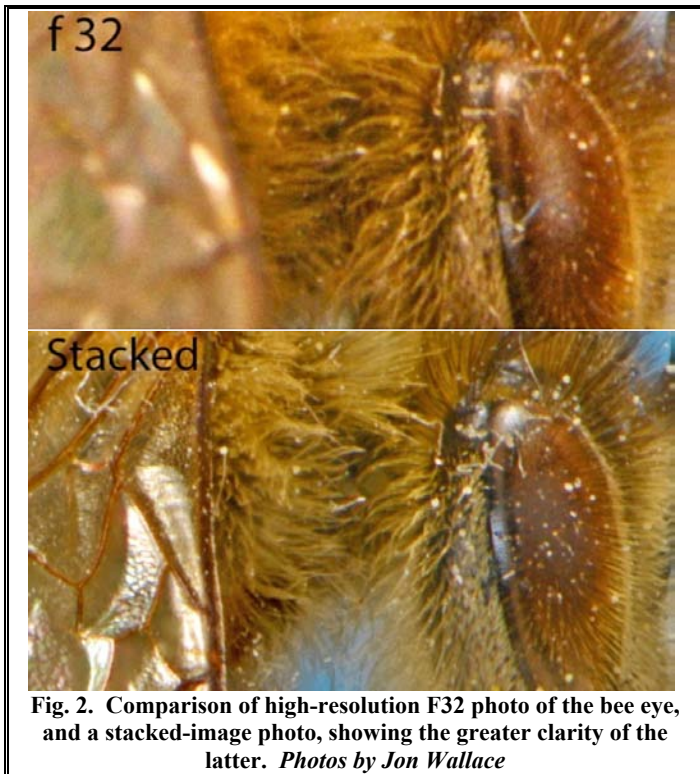 f 32
Stacked
Fig. 2. Comparison of high-resolution F32 photo of the bee eye,
and a stacked-image photo, showing the greater clarity of the
latter. Photos by Jon Wallace